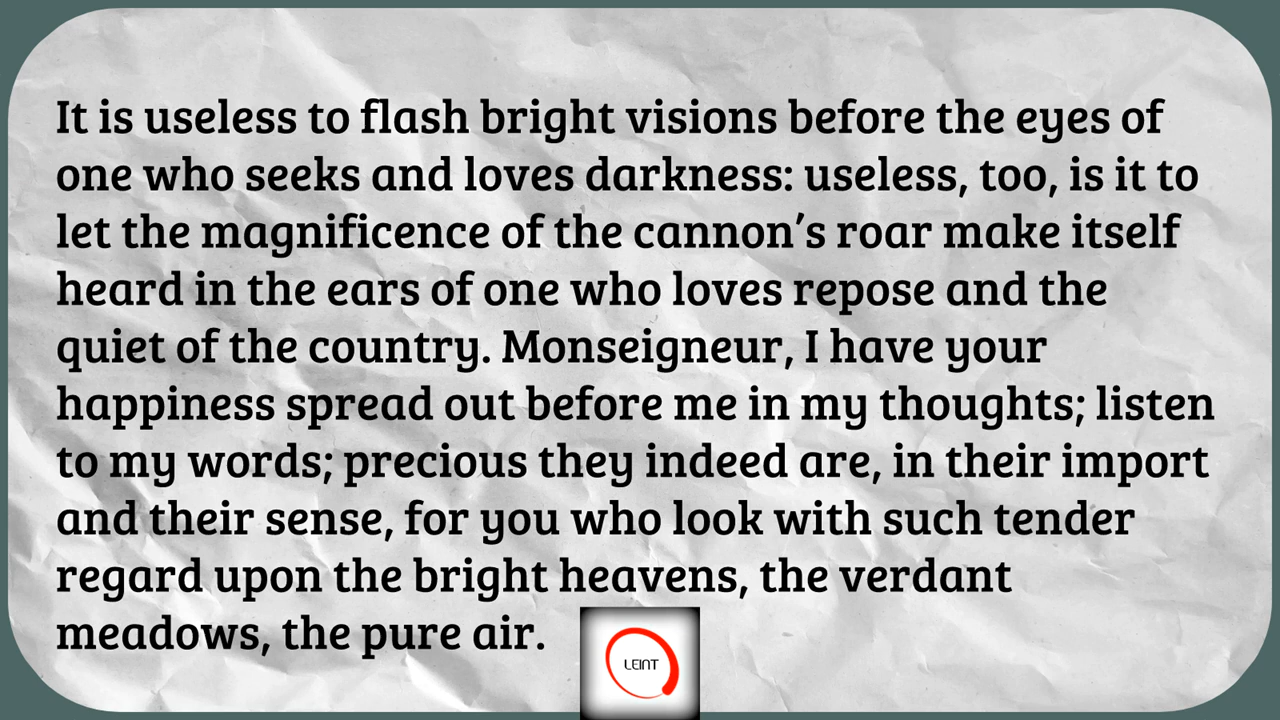 It is useless to flash bright visions before the eyes of
one who seeks and loves darkness: useless, too, is it to
let the magnificence of the cannon’s roar make itself
heard in the ears of one who loves repose and the
quiet of the country. Monseigneur, I have your
happiness spread out before me in my thoughts; listen
to my words; precious they indeed are, in their import
and their sense, for you who look with such tender
regard upon the bright heavens, the verdant
meadows, the pure air.
LEINT